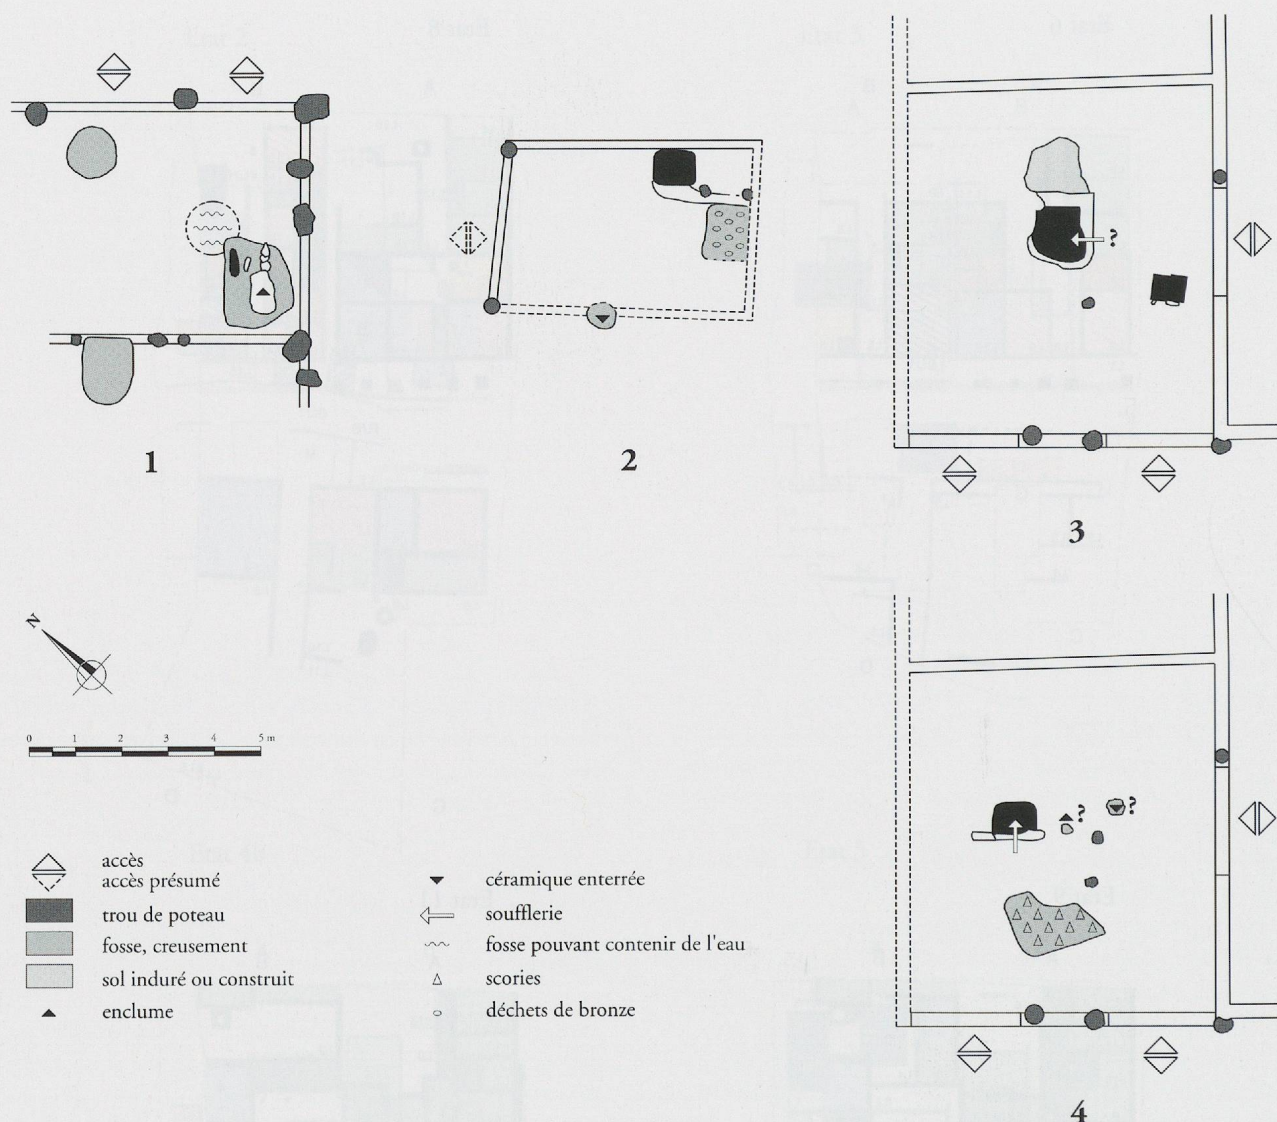 1
2
?
3
N
0 1 2 3 4 5 m
? ?
4
accès
accès présumé
trou de poteau
fosse, creusement
sol induré ou construit
enclume
céramique enterrée
soufflerie
fosse pouvant contenir de l'eau
scories
déchets de bronze